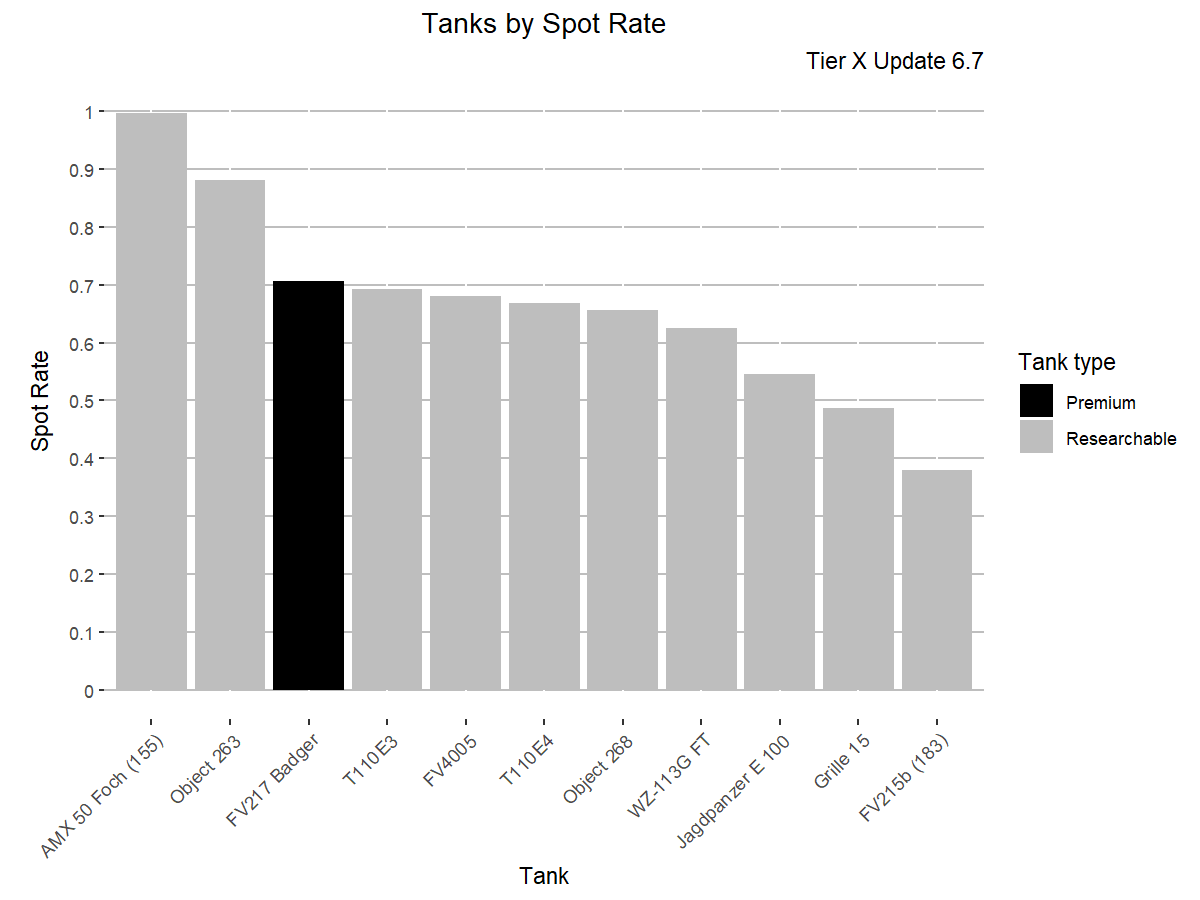 Tanks by Spot Rate
Tier X Update 6.7
Spot Rate
1
0.9
0.8
0.7
0.6
0.5
0.4
0.3
0.2
0.1
0
AMX 50 Foch (155)
Object 263
FV217 Badger
T110E3
FV4005
T110E4
Object 268
WZ-113G FT
Jagdpanzer E 100
Grille 15
FV215b (183)
Tank
Tank type
Premium
Researchable